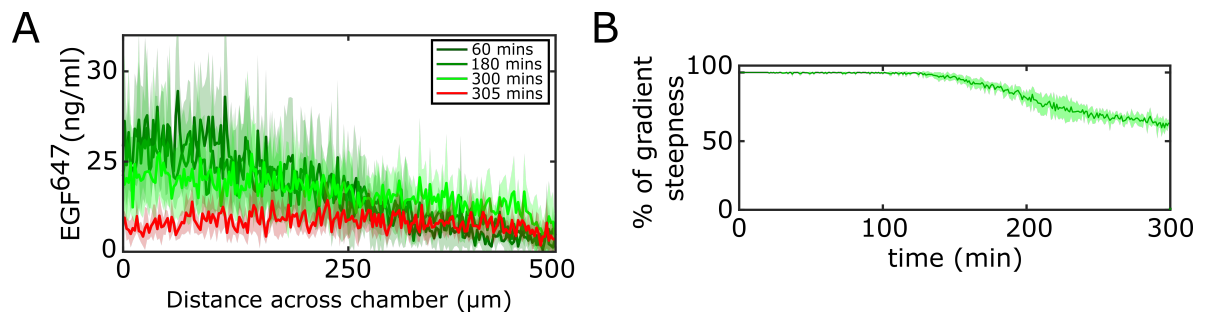 A
EGF647(ng/ml)
30
25
0
0
250
500
Distance across chamber (μm)
60 mins
180 mins
300 mins
305 mins
B
% of gradient
steepness
100
50
0
0
100
200
300
time (min)